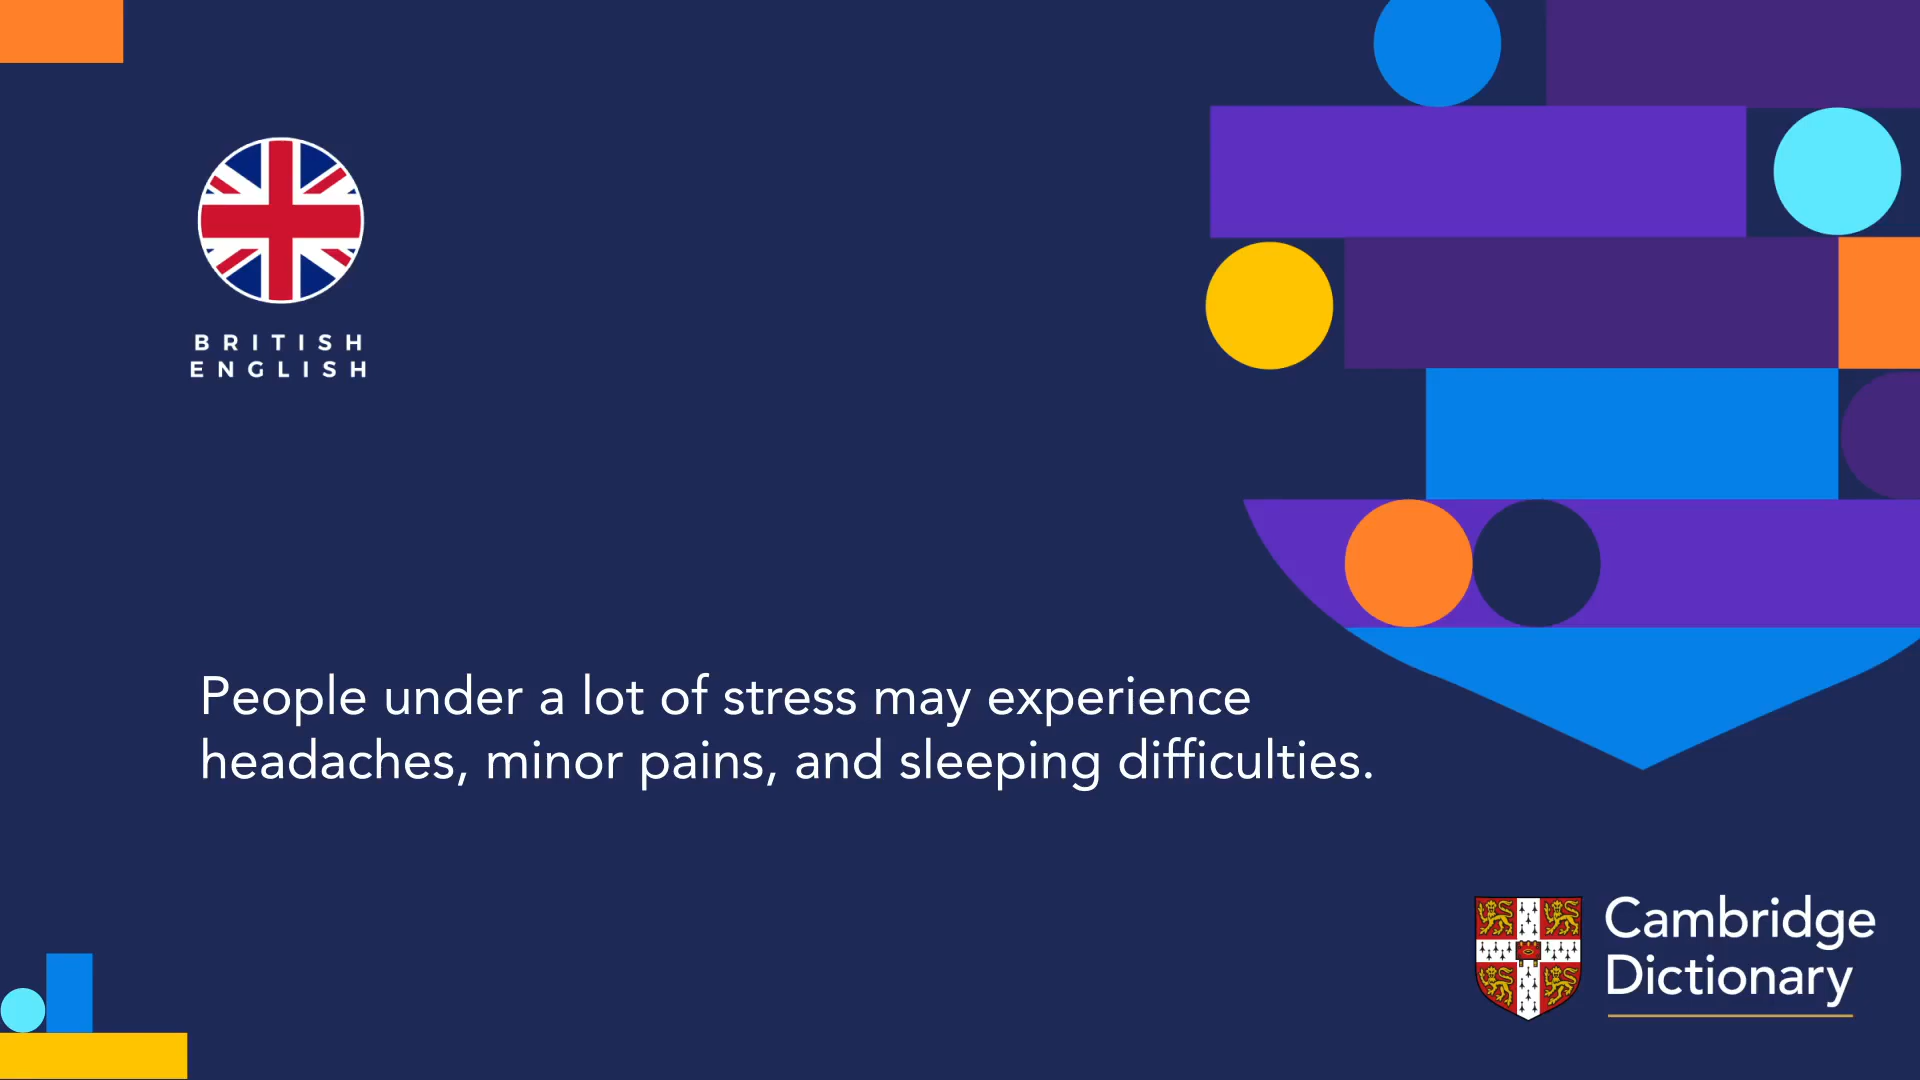 BRITISH
ENGLISH
People under a lot of stress may experience
headaches, minor pains, and sleeping difficulties.
Cambridge
Dictionary